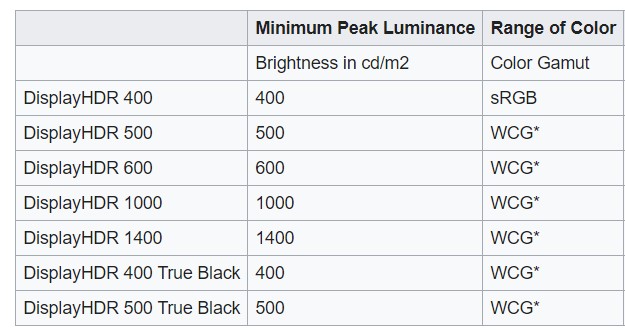 Minimum Peak Luminance Range of Color
Brightness in cd/m2 Color Gamut
DisplayHDR 400 400 sRGB
DisplayHDR 500 500 WCG*
DisplayHDR 600 600 WCG*
DisplayHDR 1000 1000 WCG*
DisplayHDR 1400 1400 WCG*
DisplayHDR 400 True Black 400 WCG*
DisplayHDR 500 True Black 500 WCG*